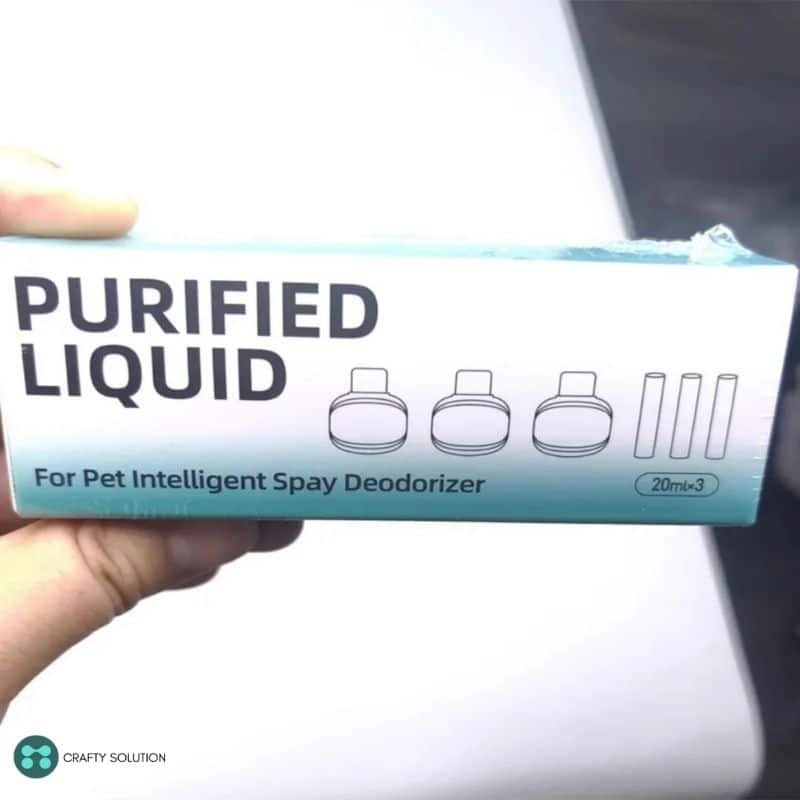 PURIFIED
LIQUID
For Pet Intelligent Spay Deodorizer
20ml×3
CRAFTY SOLUTION